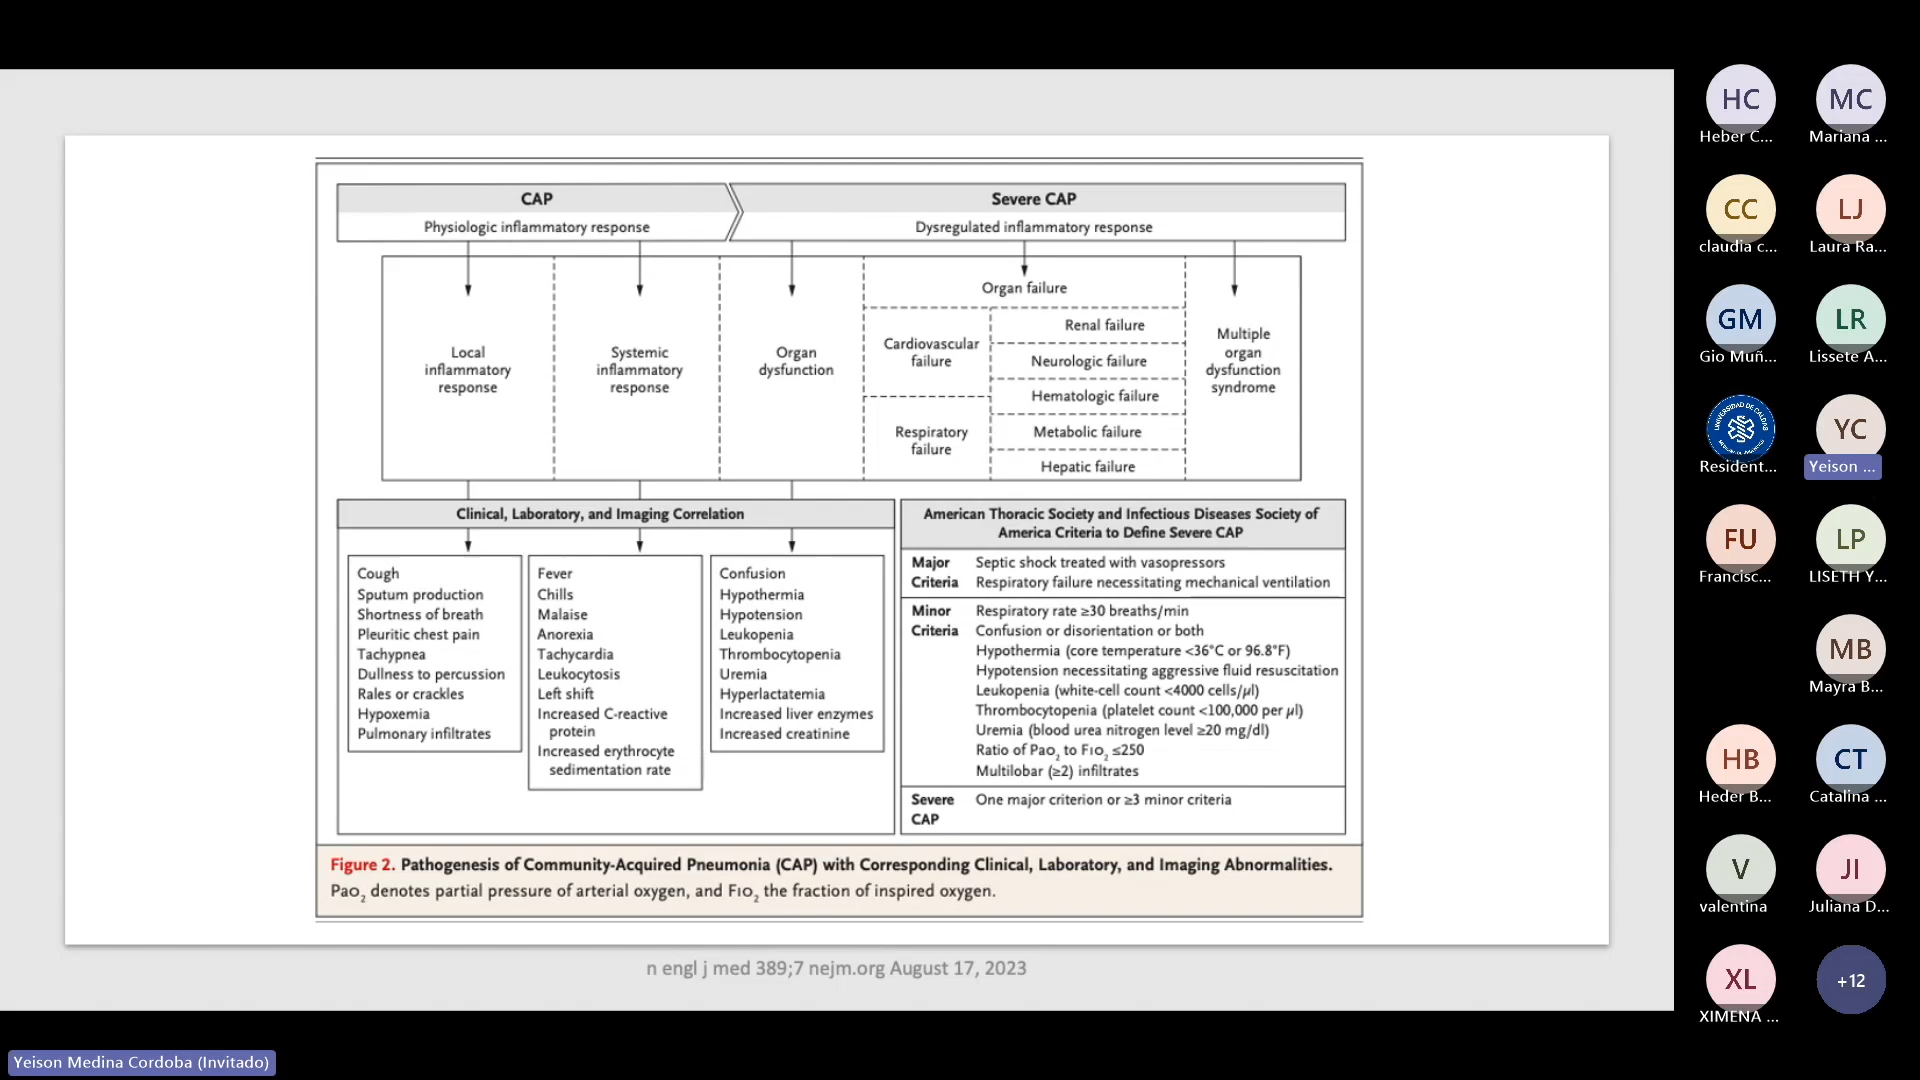 CAP
Physiologic inflammatory response
Severe CAP
Dysregulated inflammatory response
Local
inflammatory
response
Systemic
inflammatory
response
Organ
dysfunction
Organ failure
Cardiovascular
failure
Respiratory
failure
Renal failure
Neurologic failure
Hematologic failure
Metabolic failure
Hepatic failure
Multiple
organ
dysfunction
syndrome
Clinical, Laboratory, and Imaging Correlation
Cough
Sputum production
Shortness of breath
Pleuritic chest pain
Tachypnea
Dullness to percussion
Rales or crackles
Hypoxemia
Pulmonary infiltrates
Fever
Chills
Malaise
Anorexia
Tachycardia
Leukocytosis
Left shift
Increased C-reactive
protein
Increased erythrocyte
sedimentation rate
Confusion
Hypothermia
Hypotension
Leukopenia
Thrombocytopenia
Uremia
Hyperlactatemia
Increased liver enzymes
Increased creatinine
American Thoracic Society and Infectious Diseases Society of
America Criteria to Define Severe CAP
Major Septic shock treated with vasopressors
Criteria Respiratory failure necessitating mechanical ventilation
Minor Respiratory rate ≥30 breaths/min
Criteria Confusion or disorientation or both
Hypothermia (core temperature <36°C or 96.8°F)
Hypotension necessitating aggressive fluid resuscitation
Leukopenia (white-cell count <4000 cells/μl)
Thrombocytopenia (platelet count <100,000 per μl)
Uremia (blood urea nitrogen level ≥20 mg/dl)
Ratio of PaO₂ to FIO₂ ≤250
Multilobar (≥2) infiltrates
Severe One major criterion or ≥3 minor criteria
CAP
Figure 2. Pathogenesis of Community-Acquired Pneumonia (CAP) with Corresponding Clinical, Laboratory, and Imaging Abnormalities.
PaO₂ denotes partial pressure of arterial oxygen, and FIO₂ the fraction of inspired oxygen.
n engl j med 389;7 nejm.org August 17, 2023
HC
Heber C...
MC
Mariana ...
CC
claudia c...
LJ
Laura Ra...
GM
Gio Muñ...
LR
Lissete A...
UNIVERSIDAD DE CALDAS
Resident...
YC
Yeison ...
FU
Francisc...
LP
LISETH Y...
MB
Mayra B...
HB
Heder B...
CT
Catalina ...
V
valentina
JI
Juliana D...
XL
XIMENA ...
+12
Yeison Medina Cordoba (Invitado)